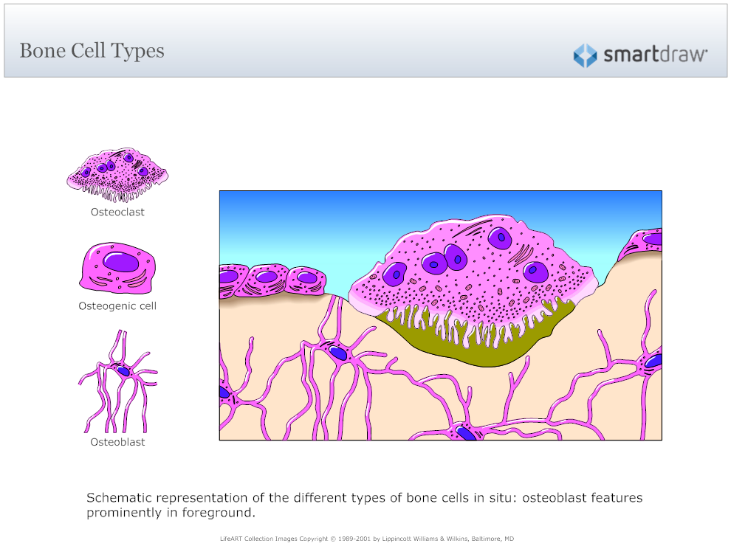 Bone Cell Types
smartdraw
Osteoclast
Osteogenic cell
Osteoblast
Schematic representation of the different types of bone cells in situ: osteoblast features
prominently in foreground.
LifeART Collection Images Copyright © 1989-2001 by Lippincott Williams & Wilkins, Baltimore, MD